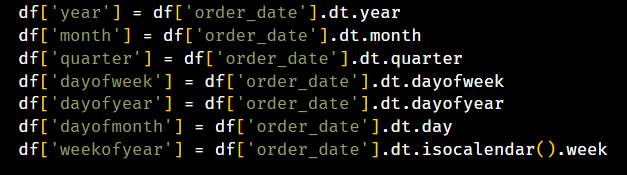 df['year'] = df['order_date'].dt.year
df['month'] = df['order_date'].dt.month
df['quarter'] = df['order_date'].dt.quarter
df['dayofweek'] = df['order_date'].dt.dayofweek
df['dayofyear'] = df['order_date'].dt.dayofyear
df['dayofmonth'] = df['order_date'].dt.day
df['weekofyear'] = df['order_date'].dt.isocalendar().week